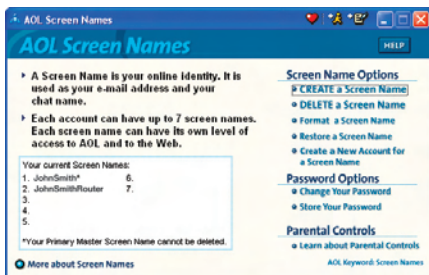 AOL Screen Names
AOL Screen Names
HELP
A Screen Name is your online identity. It is
used as your e-mail address and your
chat name.
Each account can have up to 7 screen names.
Each screen name can have its own level of
access to AOL and to the Web.
Your current Screen Names:
1. JohnSmith* 6.
2. JohnSmithRouter 7.
3.
4.
5.
*Your Primary Master Screen Name cannot be deleted.
More about Screen Names
Screen Name Options
CREATE a Screen Name
DELETE a Screen Name
Format a Screen Name
Restore a Screen Name
Create a New Account for
a Screen Name
Password Options
Change Your Password
Store Your Password
Parental Controls
Learn about Parental Controls
AOL Keyword: Screen Names